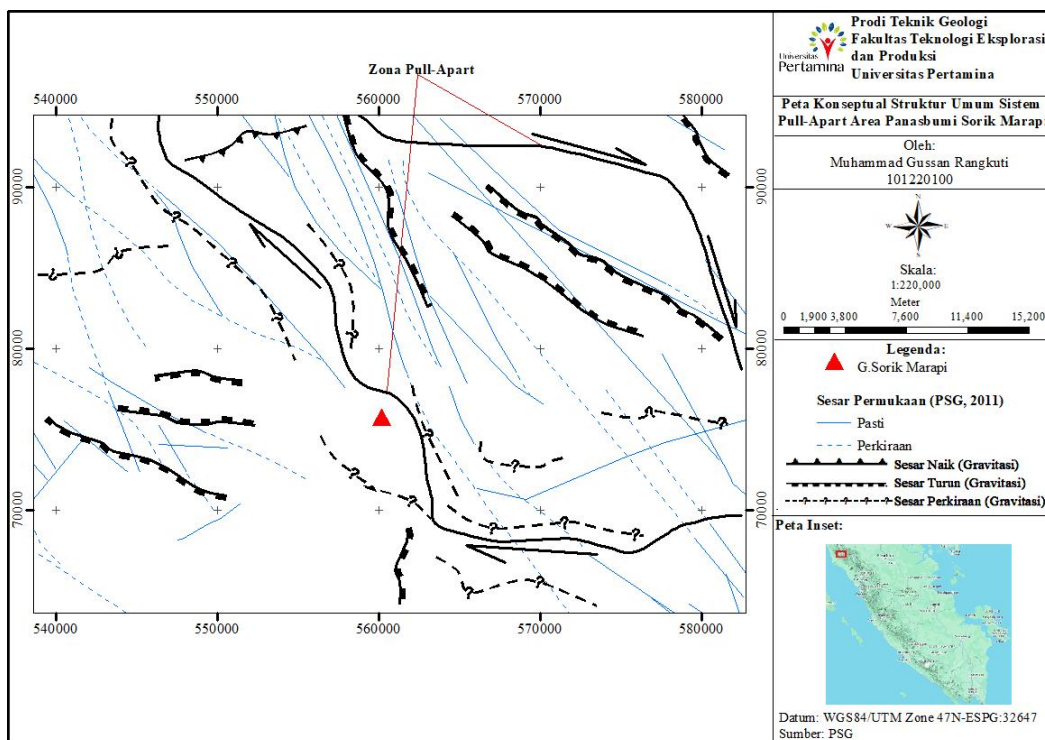 Zona Pull-Apart
540000 550000 560000 570000 580000
90000
80000
70000
90000
80000
70000
? ? ? ? ? ? ? ? ? ? ? ? ? ? ? ? ? ? ? ? ?
540000 550000 560000 570000 580000
Universitas
Pertamina
Prodi Teknik Geologi
Fakultas Teknologi Eksplorasi
dan Produksi
Universitas Pertamina
Peta Konseptual Struktur Umum Sistem
Pull-Apart Area Panasbumi Sorik Marapi
Oleh:
Muhammad Gussan Rangkuti
101220100
N
W E
S
Skala:
1:220,000
Meter
0 1,900 3,800 7,600 11,400 15,200
Legenda:
G.Sorik Marapi
Sesar Permukaan (PSG, 2011)
Pasti
Perkiraan
Sesar Naik (Gravitasi)
Sesar Turun (Gravitasi)
Sesar Perkiraan (Gravitasi)
Peta Inset:
Datum: WGS84/UTM Zone 47N-ESPG:32647
Sumber: PSG